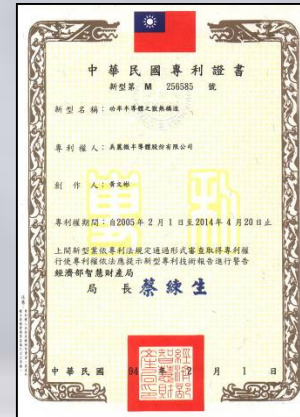 中華民國專利證書
新型第 M 256585 號
新型名稱：功率半導體之散熱構造
專利權人：美麗微半導體股份有限公司
創作人：黃文彬
專利權期間：自2005年2月1日至2014年4月20日止
上開新型業依專利法規定通過形式審查取得專利權
行使專利權依法應提示新型專利技術報告進行警告
經濟部智慧財產局
局長 蔡練生
中華民國 94 年 2 月 1 日